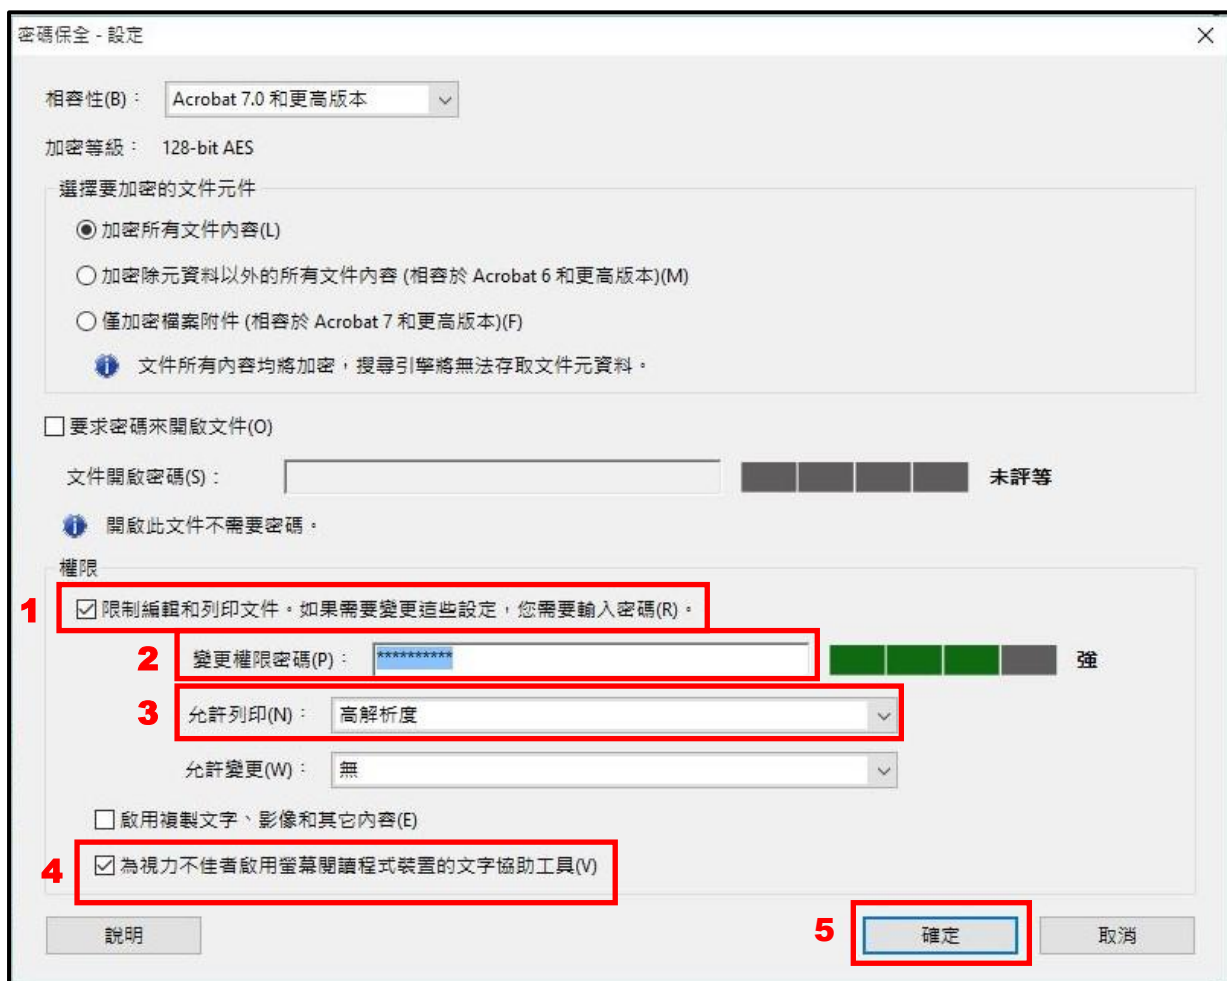 密碼保全 - 設定
相容性(B)： Acrobat 7.0 和更高版本
加密等級： 128-bit AES
選擇要加密的文件元件
加密所有文件內容(L)
加密除元資料以外的所有文件內容 (相容於 Acrobat 6 和更高版本)(M)
僅加密檔案附件 (相容於 Acrobat 7 和更高版本)(F)
文件所有內容均將加密，搜尋引擎將無法存取文件元資料。
要求密碼來開啟文件(O)
文件開啟密碼(S)： 未評等
開啟此文件不需要密碼。
權限
1 限制編輯和列印文件。如果需要變更這些設定，您需要輸入密碼(R)。
2 變更權限密碼(P)： ********** 強
3 允許列印(N)： 高解析度
允許變更(W)： 無
啟用複製文字、影像和其它內容(E)
4 為視力不佳者啟用螢幕閱讀程式裝置的文字協助工具(V)
說明 5 確定 取消